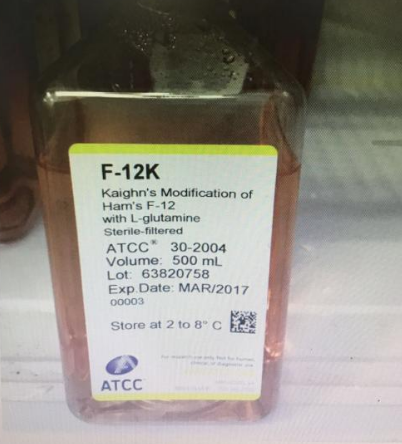 F-12K
Kaighn's Modification of
Ham's F-12
with L-glutamine
Sterile-filtered
ATCC® 30-2004
Volume: 500 mL
Lot: 63820758
Exp.Date: MAR/2017
00003
Store at 2 to 8° C
ATCC